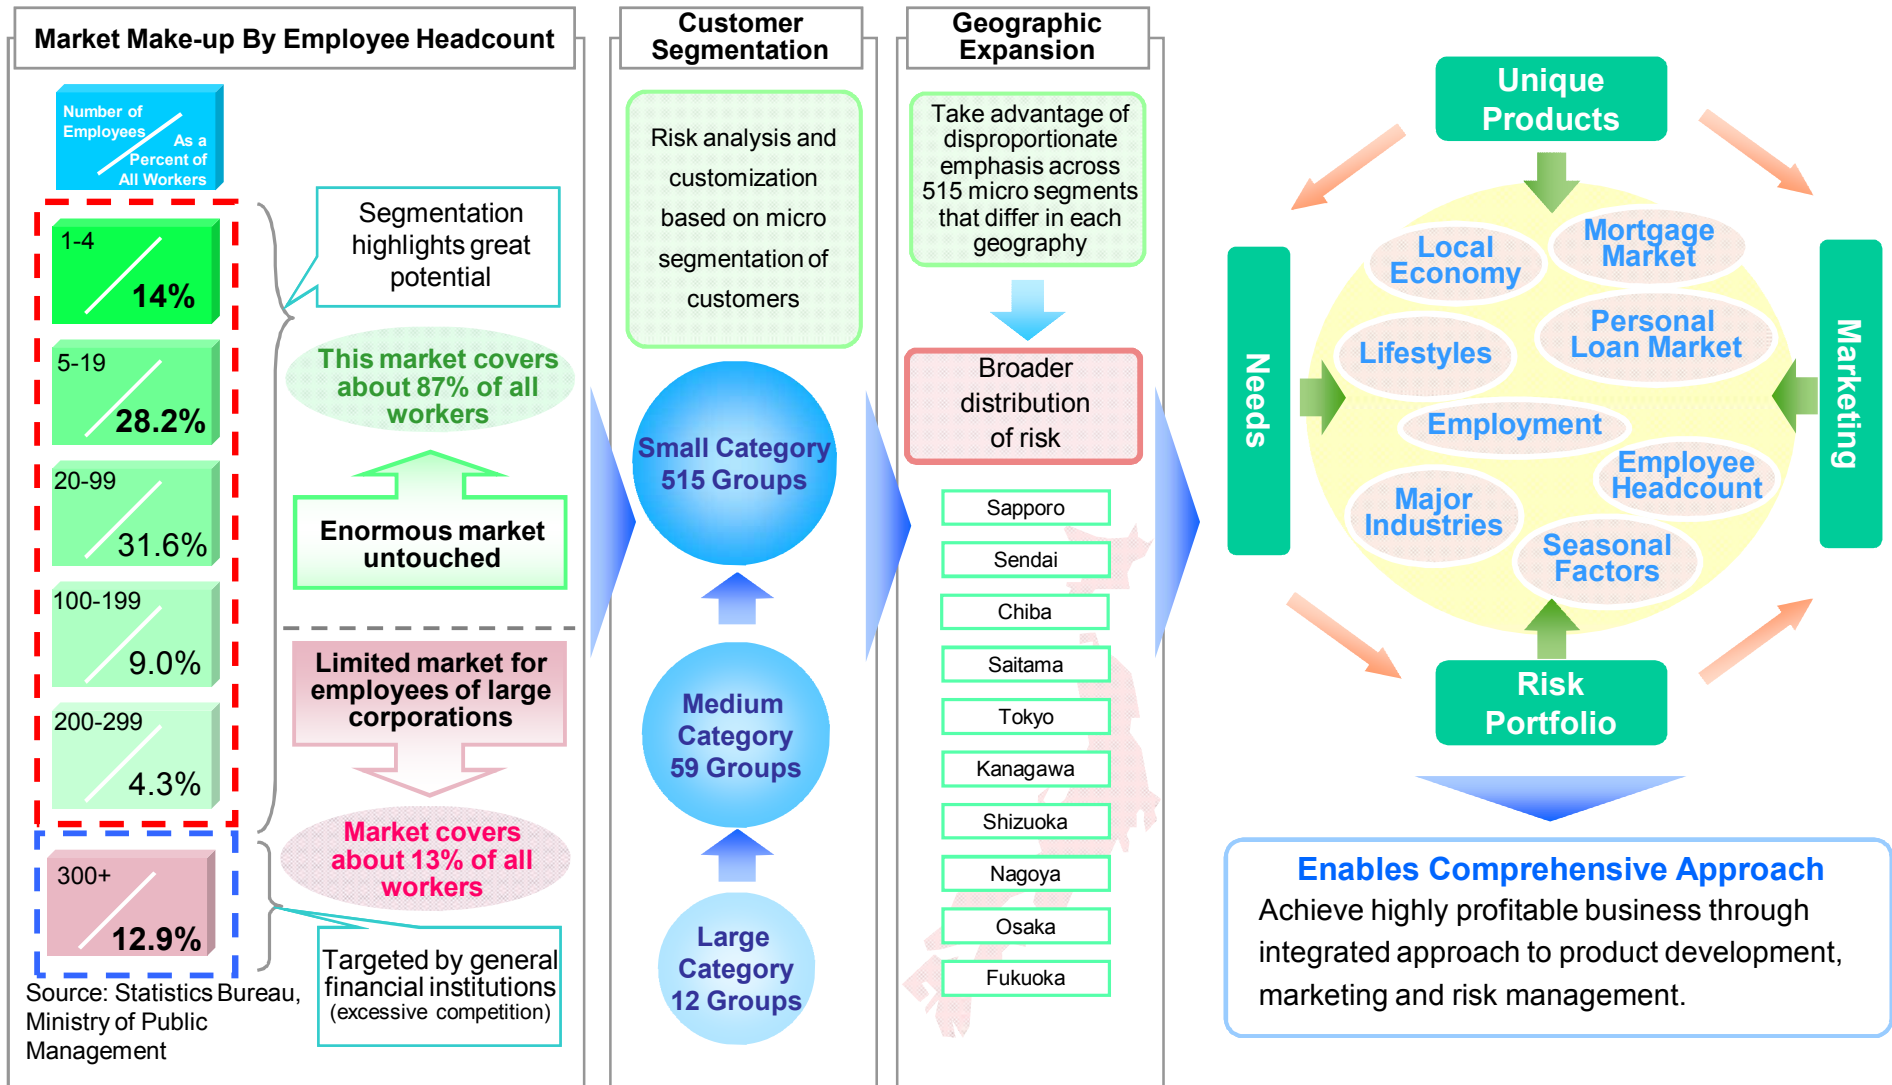 Market Make-up By Employee Headcount
Number of
Employees
As a
Percent of
All Workers
1-4
14%
5-19
28.2%
20-99
31.6%
100-199
9.0%
200-299
4.3%
300+
12.9%
Source: Statistics Bureau,
Ministry of Public
Management
Segmentation
highlights great
potential
This market covers
about 87% of all
workers
Enormous market
untouched
Limited market for
employees of large
corporations
Market covers
about 13% of all
workers
Targeted by general
financial institutions
(excessive competition)
Customer
Segmentation
Risk analysis and
customization
based on micro
segmentation of
customers
Small Category
515 Groups
Medium
Category
59 Groups
Large
Category
12 Groups
Geographic
Expansion
Take advantage of
disproportionate
emphasis across
515 micro segments
that differ in each
geography
Broader
distribution
of risk
Sapporo
Sendai
Chiba
Saitama
Tokyo
Kanagawa
Shizuoka
Nagoya
Osaka
Fukuoka
Unique
Products
Needs
Marketing
Local
Economy
Mortgage
Market
Lifestyles
Personal
Loan Market
Employment
Employee
Headcount
Major
Industries
Seasonal
Factors
Risk
Portfolio
Enables Comprehensive Approach
Achieve highly profitable business through
integrated approach to product development,
marketing and risk management.